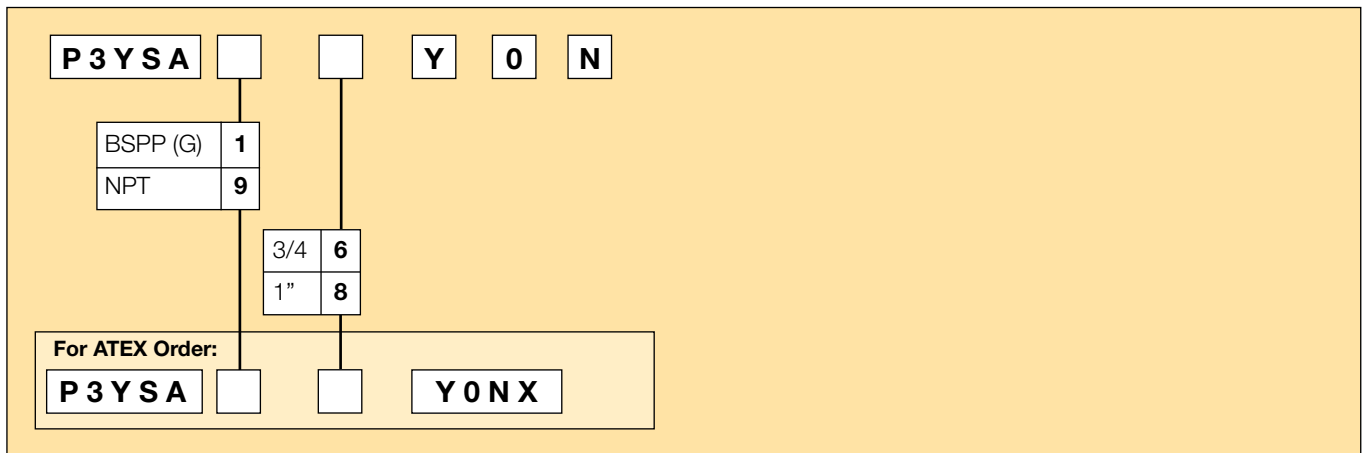 P3YSA Y 0 N
BSPP (G) 1
NPT 9
3/4 6
1” 8
For ATEX Order:
P3YSA Y0NX